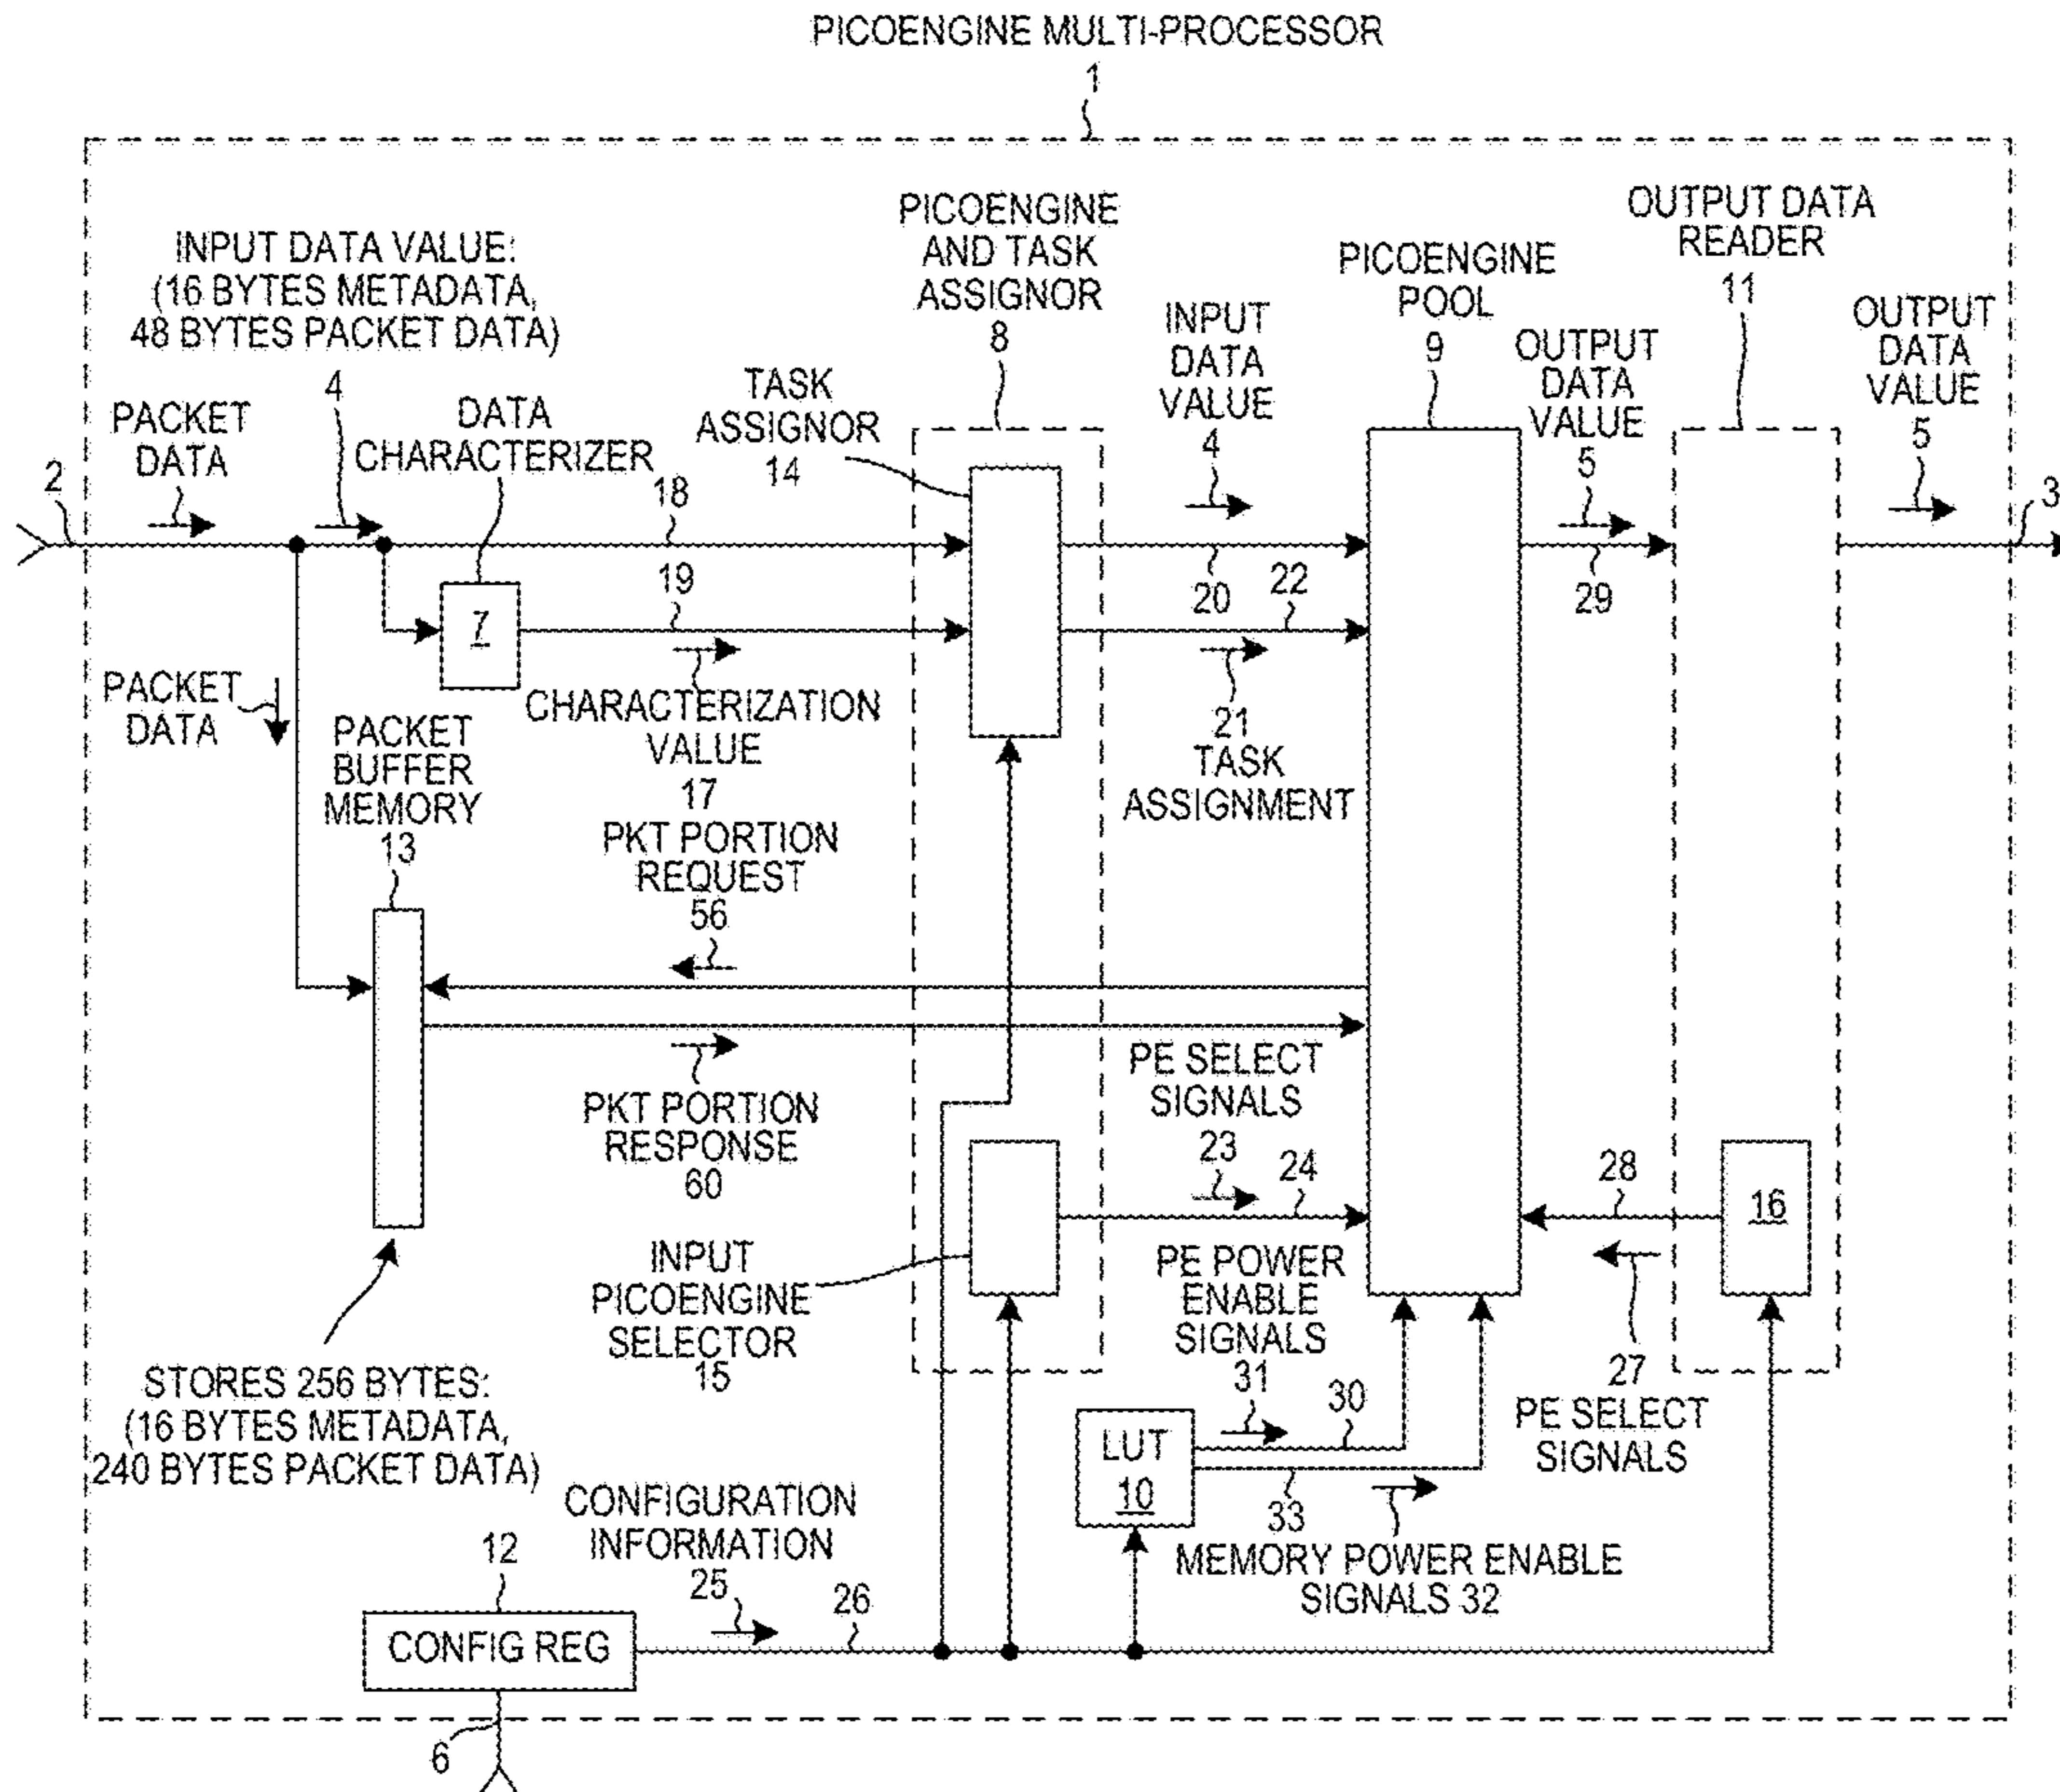 PICOENGINE MULTI-PROCESSOR
1
PICOENGINE
AND TASK
ASSIGNOR
8
OUTPUT DATA
READER
11
INPUT DATA VALUE:
(16 BYTES METADATA,
48 BYTES PACKET DATA)
4
PICOENGINE
POOL
9
INPUT
DATA
VALUE
4
OUTPUT
DATA
VALUE
5
OUTPUT
DATA
VALUE
5
TASK
ASSIGNOR
14
PACKET
DATA
DATA
CHARACTERIZER
2
18
3
7
19
20
22
29
PACKET
DATA
CHARACTERIZATION
VALUE
17
21
TASK
ASSIGNMENT
PACKET
BUFFER
MEMORY
13
PKT PORTION
REQUEST
56
PKT PORTION
RESPONSE
60
PE SELECT
SIGNALS
23
24
28
16
INPUT
PICOENGINE
SELECTOR
15
PE POWER
ENABLE
SIGNALS
31
30
27
PE SELECT
SIGNALS
STORES 256 BYTES:
(16 BYTES METADATA,
240 BYTES PACKET DATA)
LUT
10
33
MEMORY POWER ENABLE
SIGNALS 32
CONFIGURATION
INFORMATION
25
26
12
CONFIG REG
6